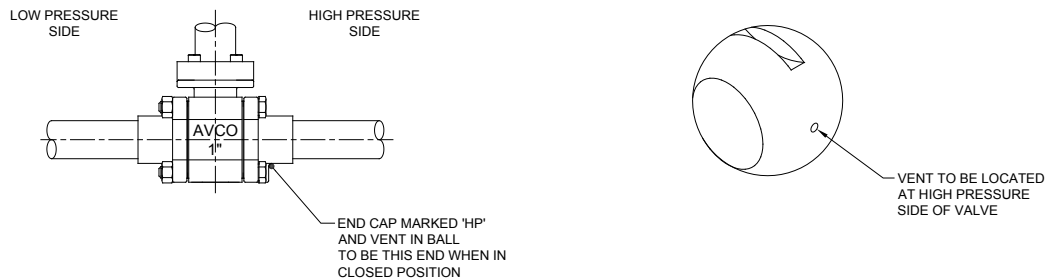 LOW PRESSURE
SIDE
HIGH PRESSURE
SIDE
AVCO
1"
END CAP MARKED 'HP'
AND VENT IN BALL
TO BE THIS END WHEN IN
CLOSED POSITION
VENT TO BE LOCATED
AT HIGH PRESSURE
SIDE OF VALVE